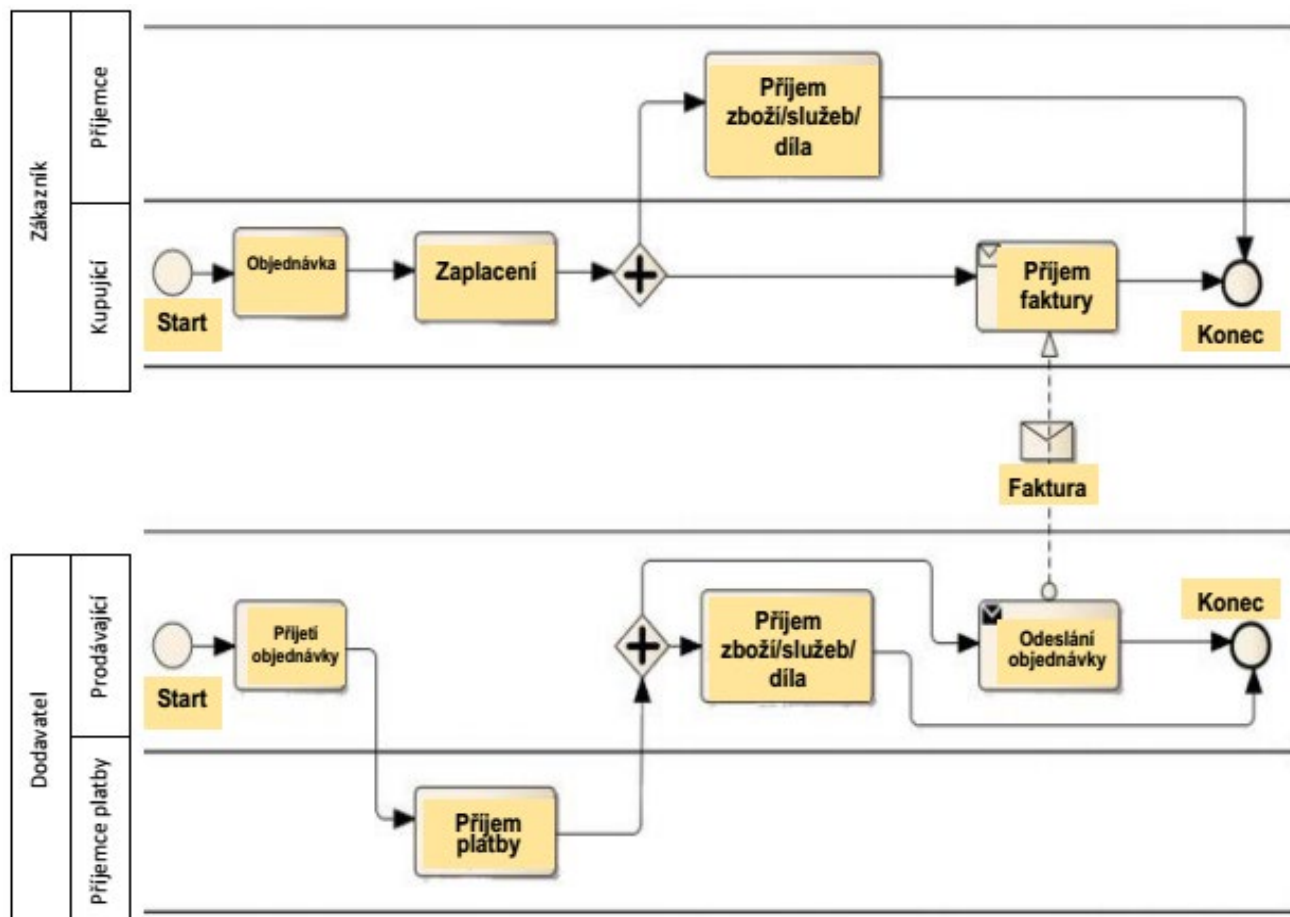 Zákazník
Příjemce
Příjem
zboží/služeb/
díla
Kupující
Start
Objednávka
Zaplacení
Příjem
faktury
Konec
Faktura
Dodavatel
Prodávající
Start
Přijetí
objednávky
Příjem
zboží/služeb/
díla
Odeslání
objednávky
Konec
Příjemce platby
Příjem
platby